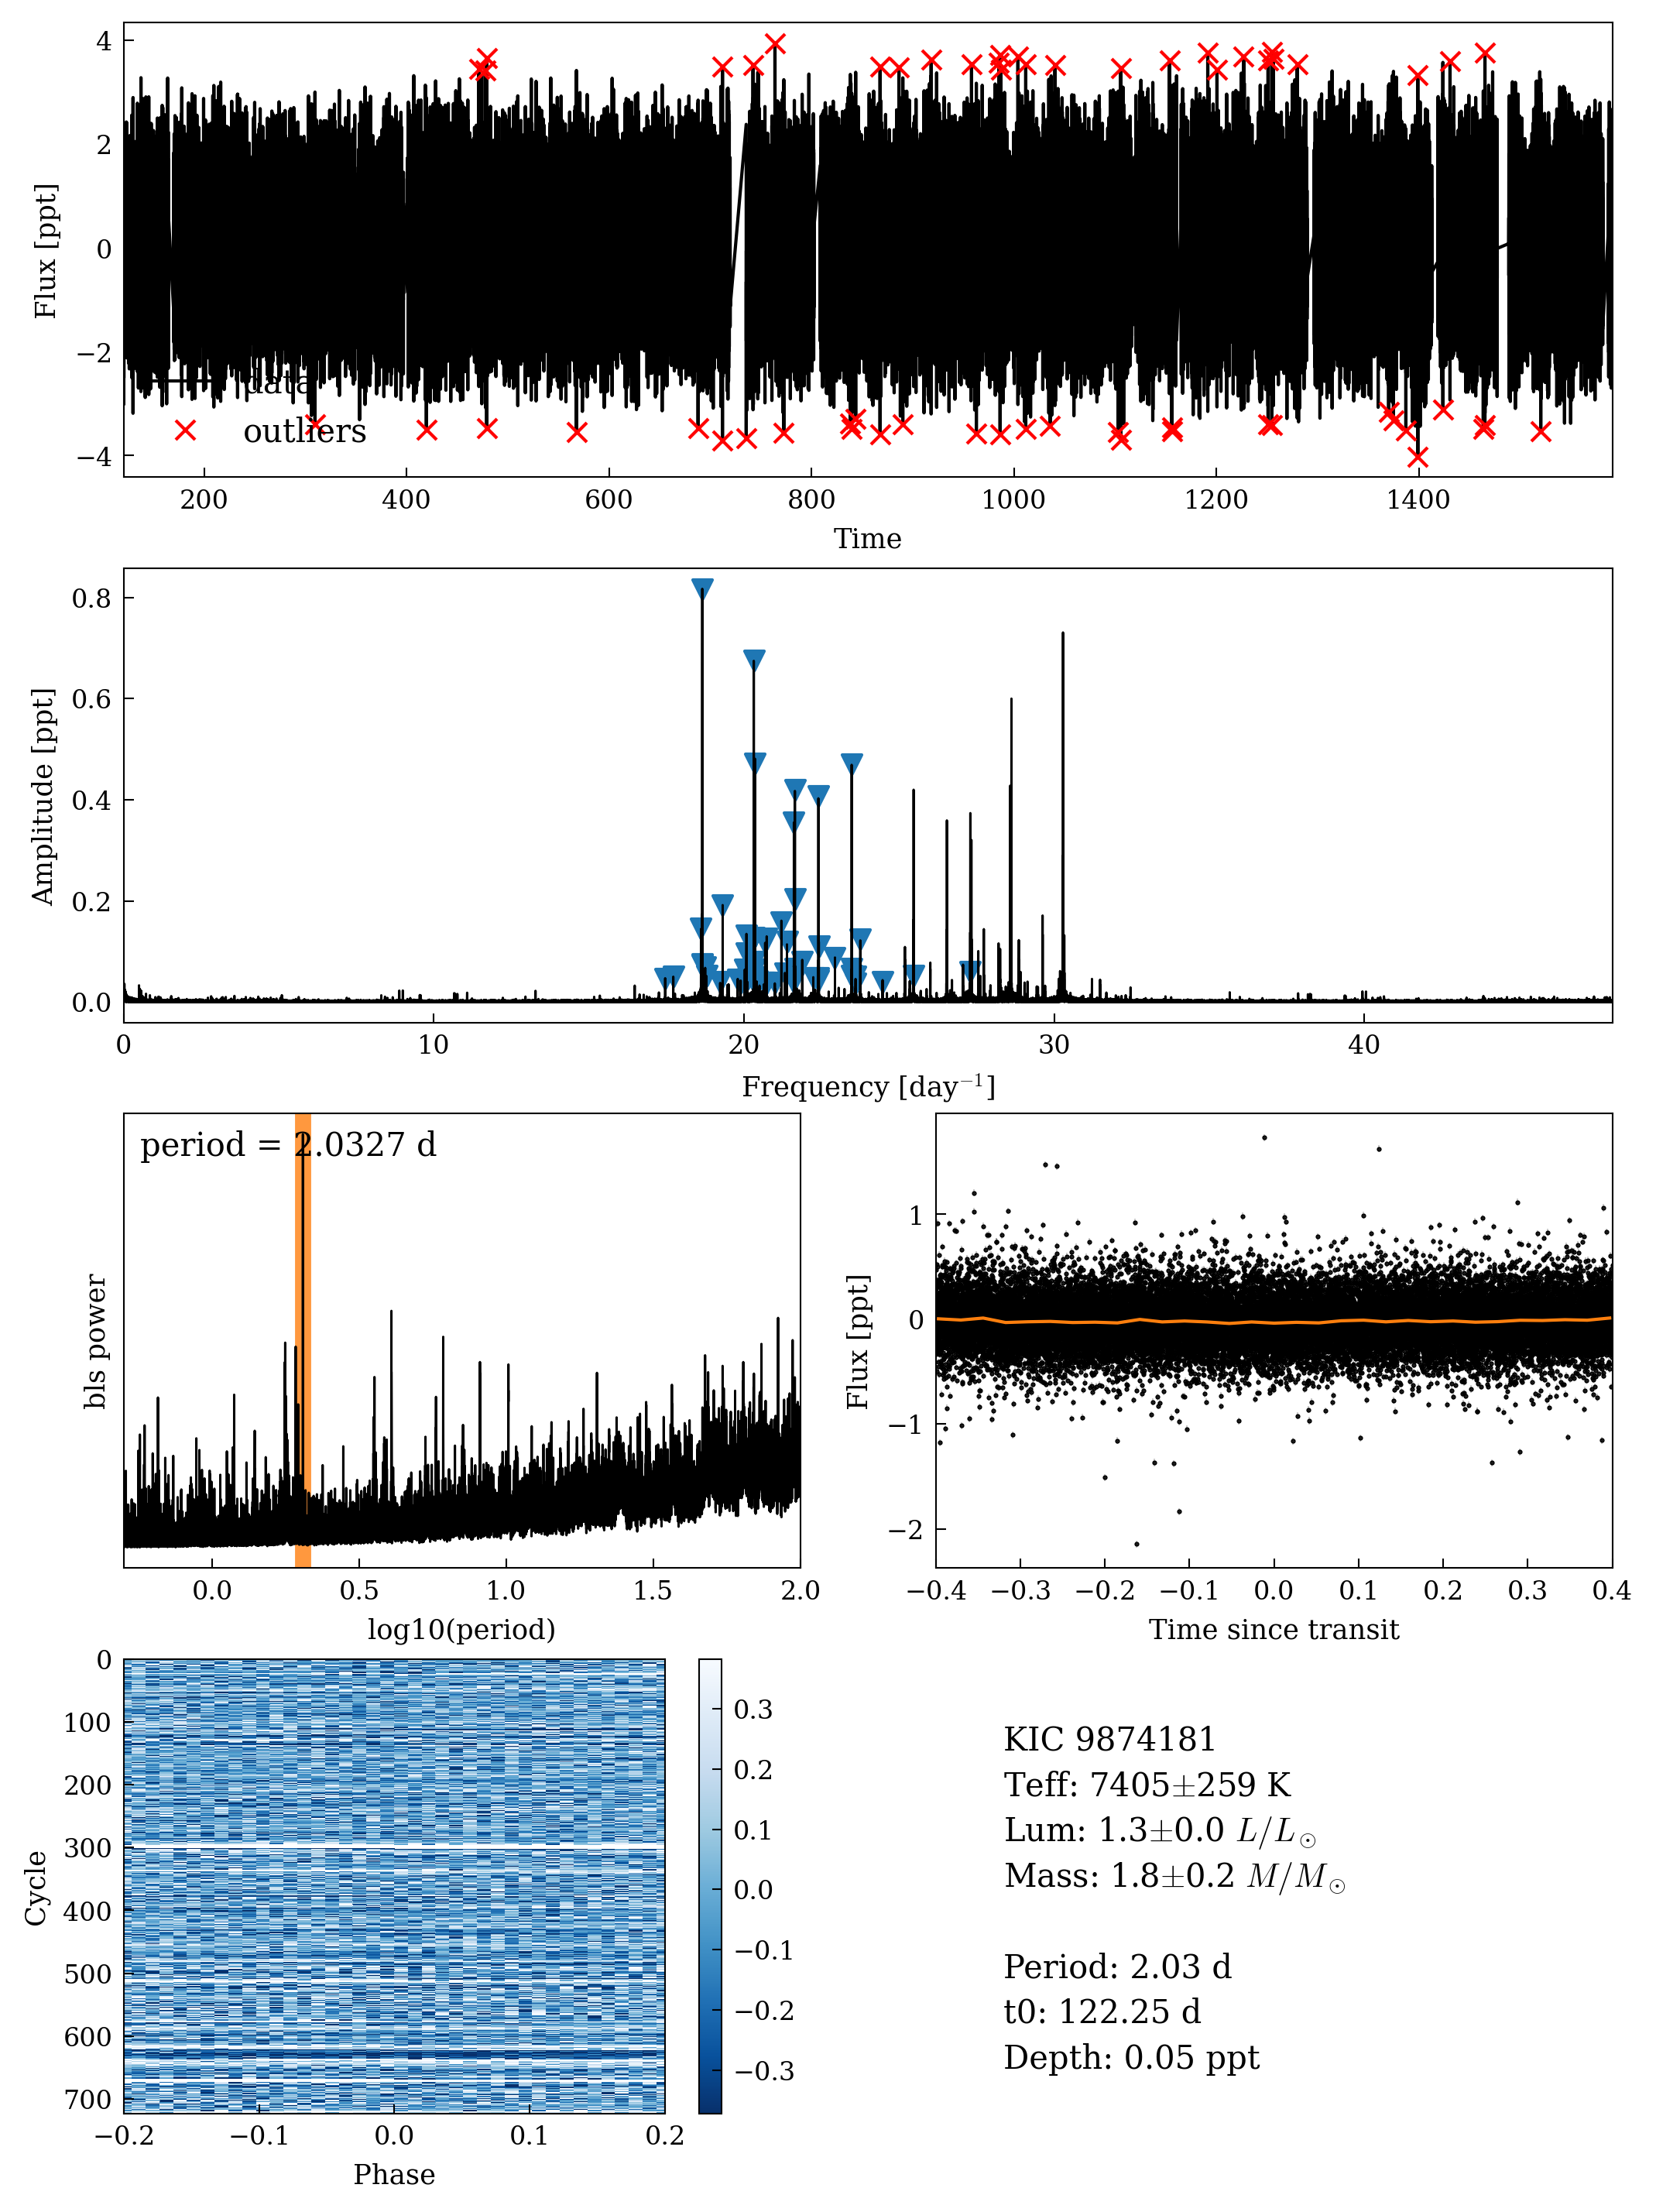 4
2
0
−2
−4
Flux [ppt]
data
outliers
200 400 600 800 1000 1200 1400
Time
0.8
0.6
0.4
0.2
0.0
Amplitude [ppt]
0 10 20 30 40
Frequency [day⁻¹]
period = 2.0327 d
bls power
0.0 0.5 1.0 1.5 2.0
log10(period)
1
0
−1
−2
Flux [ppt]
−0.4 −0.3 −0.2 −0.1 0.0 0.1 0.2 0.3 0.4
Time since transit
0
100
200
300
400
500
600
700
Cycle
−0.2 −0.1 0.0 0.1 0.2
Phase
0.3
0.2
0.1
0.0
−0.1
−0.2
−0.3
KIC 9874181
Teff: 7405±259 K
Lum: 1.3±0.0 L/L⊙
Mass: 1.8±0.2 M/M⊙
Period: 2.03 d
t0: 122.25 d
Depth: 0.05 ppt